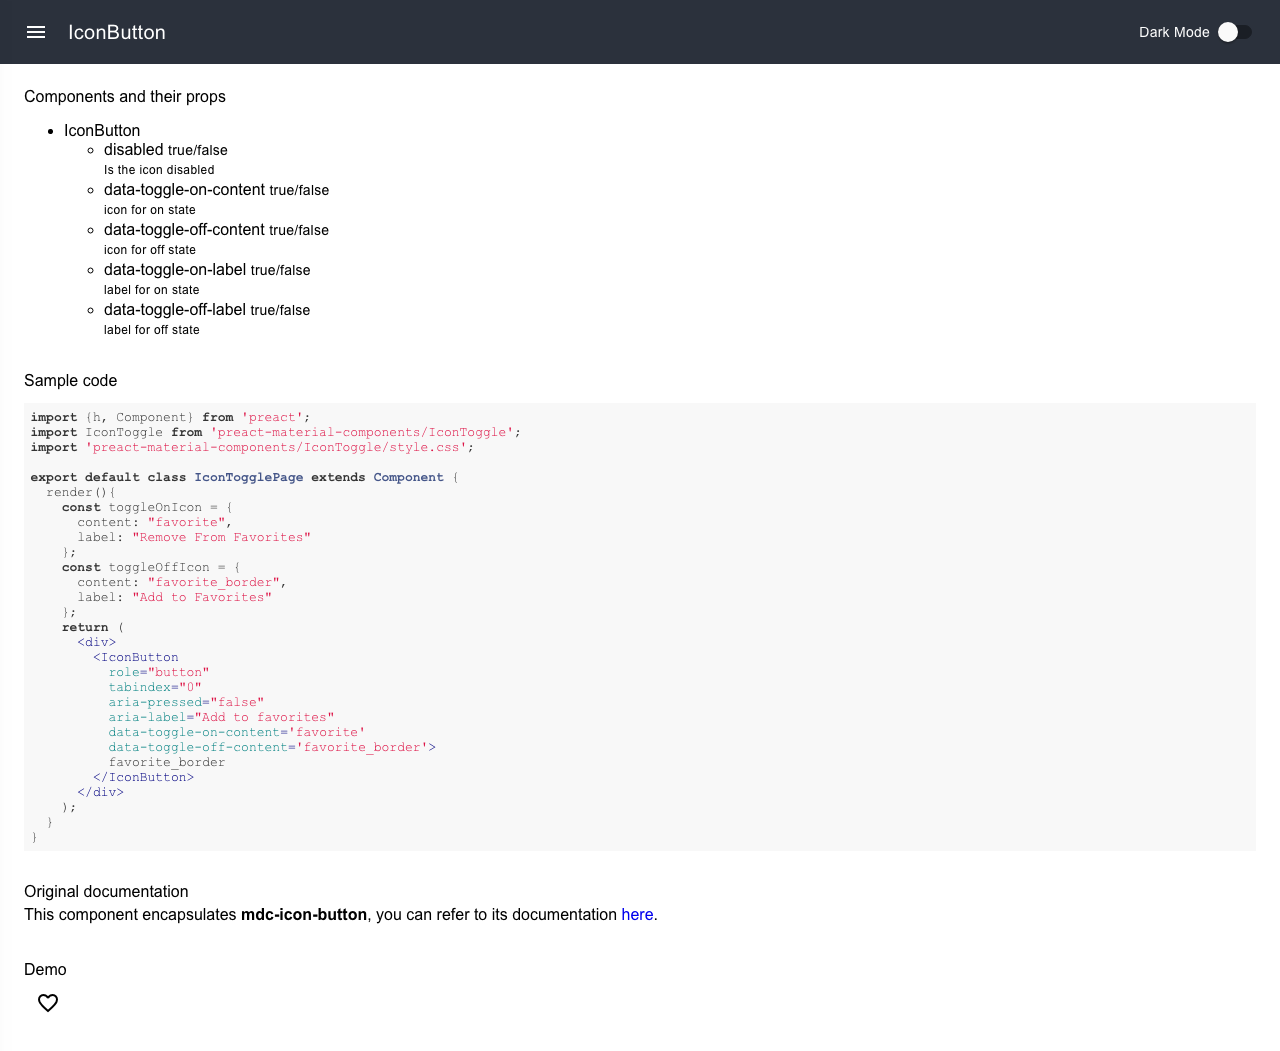 IconButton
Dark Mode
Components and their props
IconButton
disabled true/false
Is the icon disabled
data-toggle-on-content true/false
icon for on state
data-toggle-off-content true/false
icon for off state
data-toggle-on-label true/false
label for on state
data-toggle-off-label true/false
label for off state
Sample code
import {h, Component} from 'preact';
import IconToggle from 'preact-material-components/IconToggle';
import 'preact-material-components/IconToggle/style.css';
export default class IconTogglePage extends Component {
render(){
const toggleOnIcon = {
content: "favorite",
label: "Remove From Favorites"
};
const toggleOffIcon = {
content: "favorite_border",
label: "Add to Favorites"
};
return (
<div>
<IconButton
role="button"
tabindex="0"
aria-pressed="false"
aria-label="Add to favorites"
data-toggle-on-content='favorite'
data-toggle-off-content='favorite_border'>
favorite_border
</IconButton>
</div>
);
}
}
Original documentation
This component encapsulates mdc-icon-button, you can refer to its documentation here.
Demo